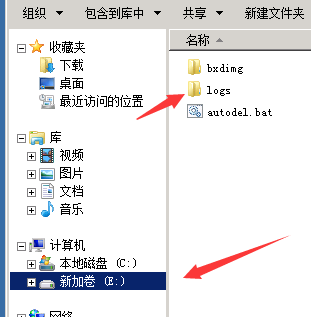 组织 包含到库中 共享 新建文件夹
收藏夹
下载
桌面
最近访问的位置
库
视频
图片
文档
音乐
计算机
本地磁盘 (C:)
新加卷 (E:)
网络
名称
bxdimg
logs
autodel.bat